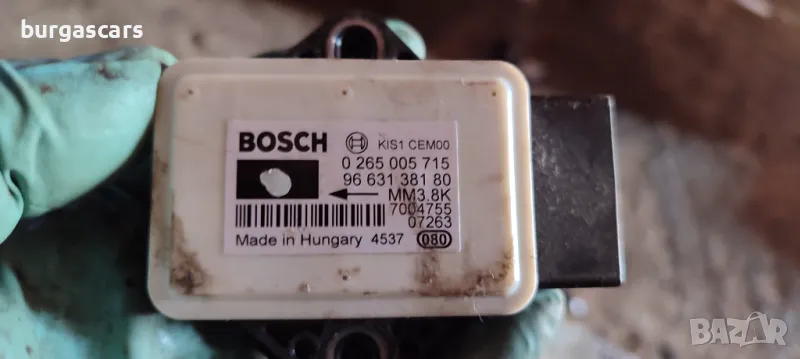 burgascars
BOSCH KIS1 CEM00
0 265 005 715
96 631 381 80
MM3.8K
7004755
07263
Made in Hungary 4537 080
BAZAR